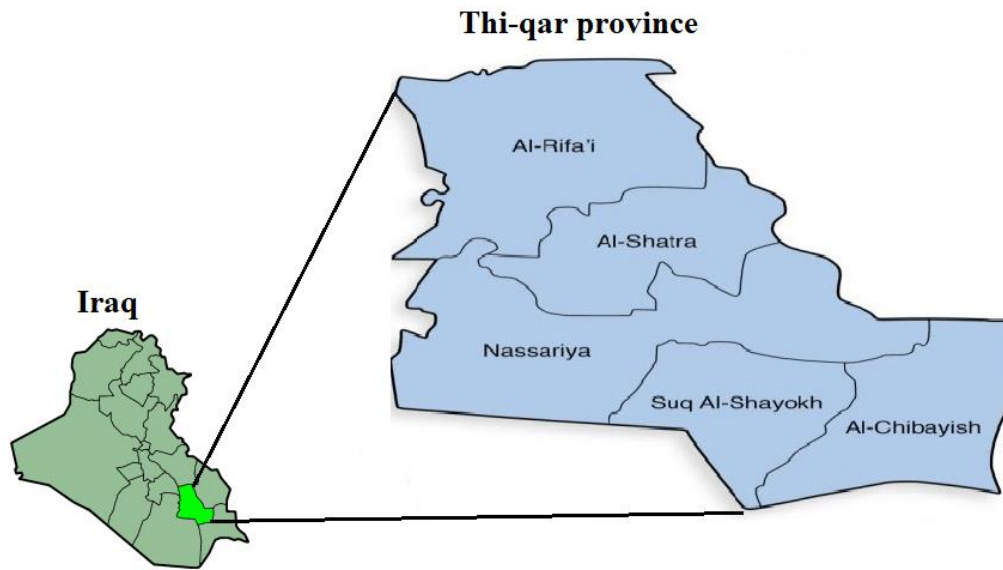 Thi-qar province
Al-Rifa'i
Al-Shatra
Iraq
Nassariya
Suq Al-Shayokh
Al-Chibayish